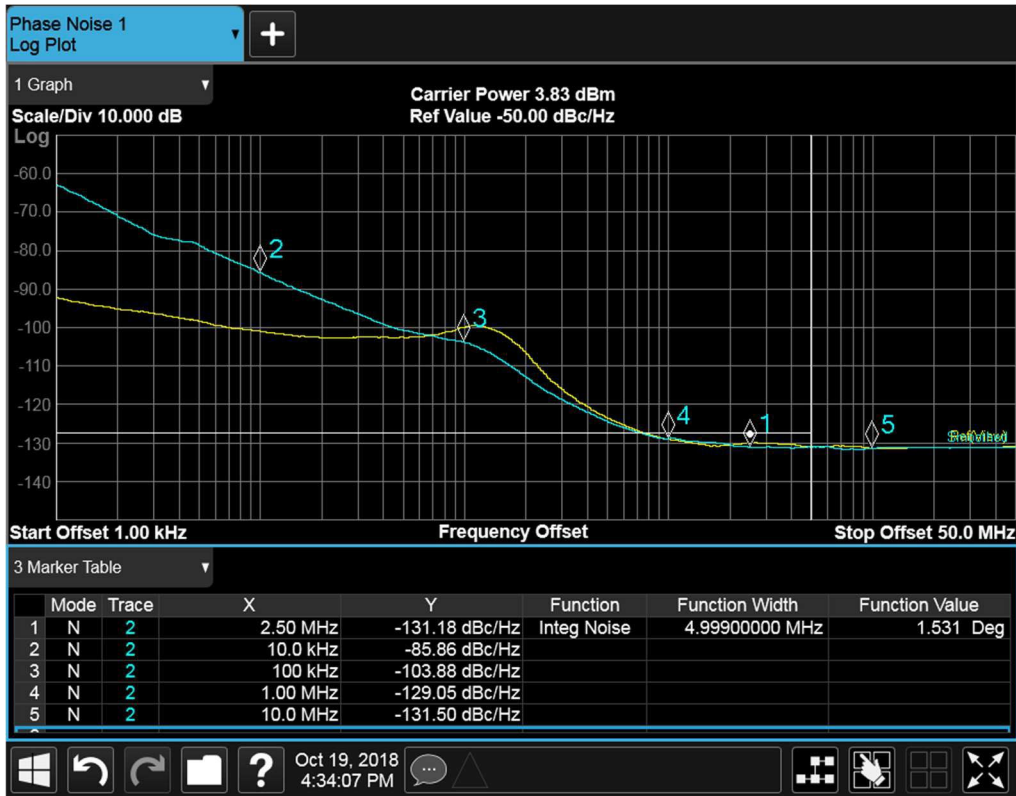 Phase Noise 1
Log Plot
1 Graph
Carrier Power 3.83 dBm
Scale/Div 10.000 dB
Ref Value -50.00 dBc/Hz
Log
-60.0
-70.0
-80.0
-90.0
-100
-110
-120
-130
-140
2
3
4
1
5
Start Offset 1.00 kHz
Frequency Offset
Stop Offset 50.0 MHz
3 Marker Table
Mode Trace X Y Function Function Width Function Value
1 N 2 2.50 MHz -131.18 dBc/Hz Integ Noise 4.99900000 MHz 1.531 Deg
2 N 2 10.0 kHz -85.86 dBc/Hz
3 N 2 100 kHz -103.88 dBc/Hz
4 N 2 1.00 MHz -129.05 dBc/Hz
5 N 2 10.0 MHz -131.50 dBc/Hz
?
Oct 19, 2018
4:34:07 PM